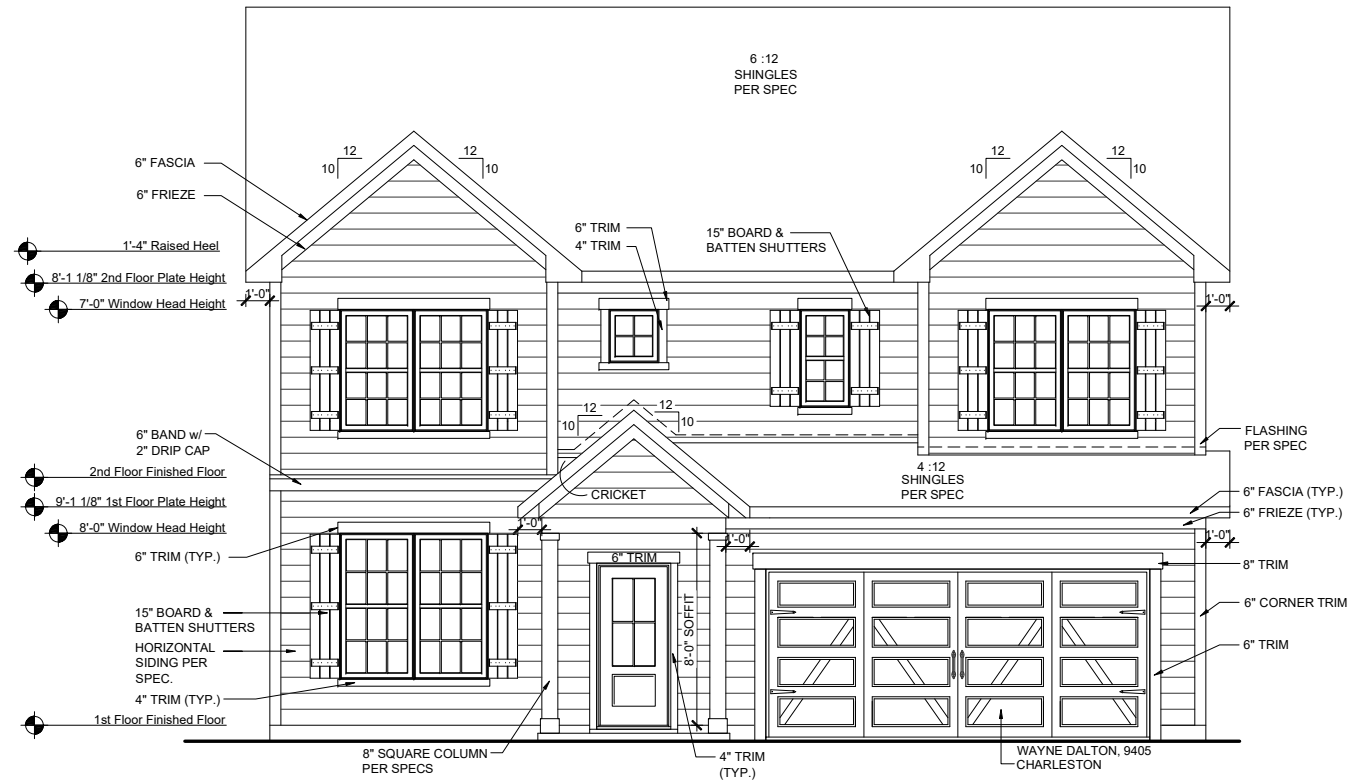 6 :12
SHINGLES
PER SPEC
12
10
12
10
12
10
12
10
6" FASCIA
6" FRIEZE
1'-4" Raised Heel
8'-1 1/8" 2nd Floor Plate Height
7'-0" Window Head Height
1'-0"
6" TRIM
4" TRIM
15" BOARD &
BATTEN SHUTTERS
1'-0"
12
10
12
10
6" BAND w/
2" DRIP CAP
2nd Floor Finished Floor
9'-1 1/8" 1st Floor Plate Height
8'-0" Window Head Height
CRICKET
4 :12
SHINGLES
PER SPEC
FLASHING
PER SPEC
6" FASCIA (TYP.)
6" FRIEZE (TYP.)
1'-0"
1'-0"
1'-0"
6" TRIM (TYP.)
6" TRIM
8" TRIM
15" BOARD &
BATTEN SHUTTERS
8'-0" SOFFIT
6" CORNER TRIM
HORIZONTAL
SIDING PER
SPEC.
6" TRIM
4" TRIM (TYP.)
1st Floor Finished Floor
8" SQUARE COLUMN
PER SPECS
4" TRIM
(TYP.)
WAYNE DALTON, 9405
CHARLESTON